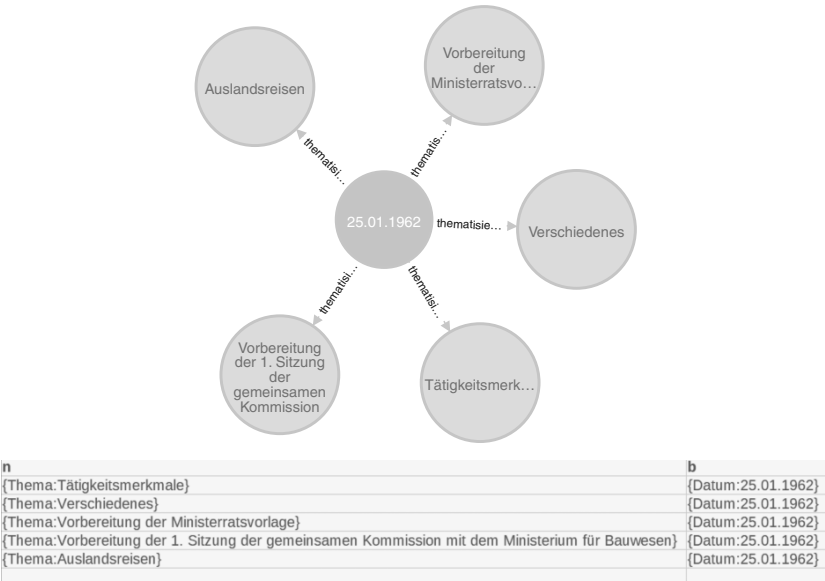 Auslandsreisen
Vorbereitung
der
Ministerratsvo…
thematisi…
thematis…
25.01.1962
thematisie…
Verschiedenes
thematisi…
thematisi…
Vorbereitung
der 1. Sitzung
der
gemeinsamen
Kommission
Tätigkeitsmerk…
n b
{Thema:Tätigkeitsmerkmale} {Datum:25.01.1962}
{Thema:Verschiedenes} {Datum:25.01.1962}
{Thema:Vorbereitung der Ministerratsvorlage} {Datum:25.01.1962}
{Thema:Vorbereitung der 1. Sitzung der gemeinsamen Kommission mit dem Ministerium für Bauwesen} {Datum:25.01.1962}
{Thema:Auslandsreisen} {Datum:25.01.1962}